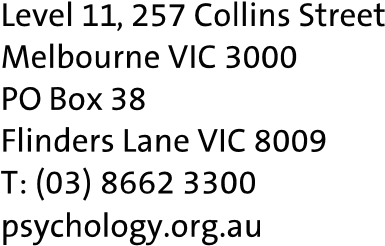 Level 11, 257 Collins Street
Melbourne VIC 3000
PO Box 38
Flinders Lane VIC 8009
T: (03) 8662 3300
psychology.org.au